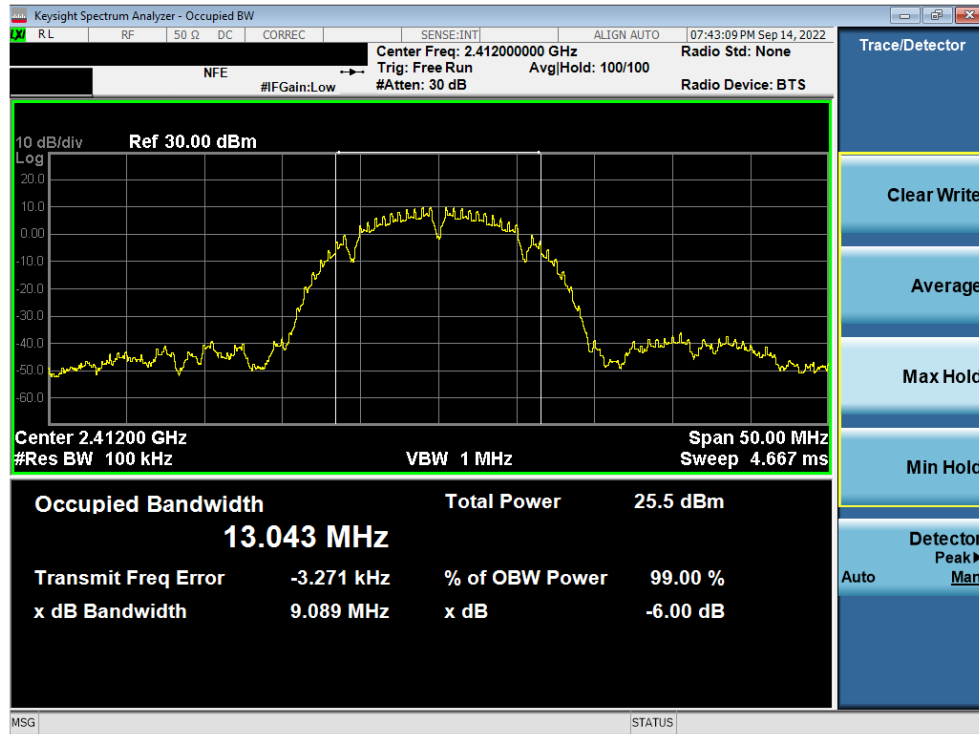 Keysight Spectrum Analyzer - Occupied BW
LXI RL RF 50 Ω DC CORREC SENSE:INT ALIGN AUTO 07:43:09 PM Sep 14, 2022
Center Freq: 2.412000000 GHz Radio Std: None
NFE Trig: Free Run Avg|Hold: 100/100
#IFGain:Low #Atten: 30 dB Radio Device: BTS
10 dB/div Ref 30.00 dBm
Log
20.0
10.0
0.00
-10.0
-20.0
-30.0
-40.0
-50.0
-60.0
Center 2.41200 GHz Span 50.00 MHz
#Res BW 100 kHz VBW 1 MHz Sweep 4.667 ms
Occupied Bandwidth Total Power 25.5 dBm
13.043 MHz
Transmit Freq Error -3.271 kHz % of OBW Power 99.00 %
x dB Bandwidth 9.089 MHz x dB -6.00 dB
MSG STATUS
Trace/Detector
Clear Write
Average
Max Hold
Min Hold
Detector
Peak▶
Auto Man